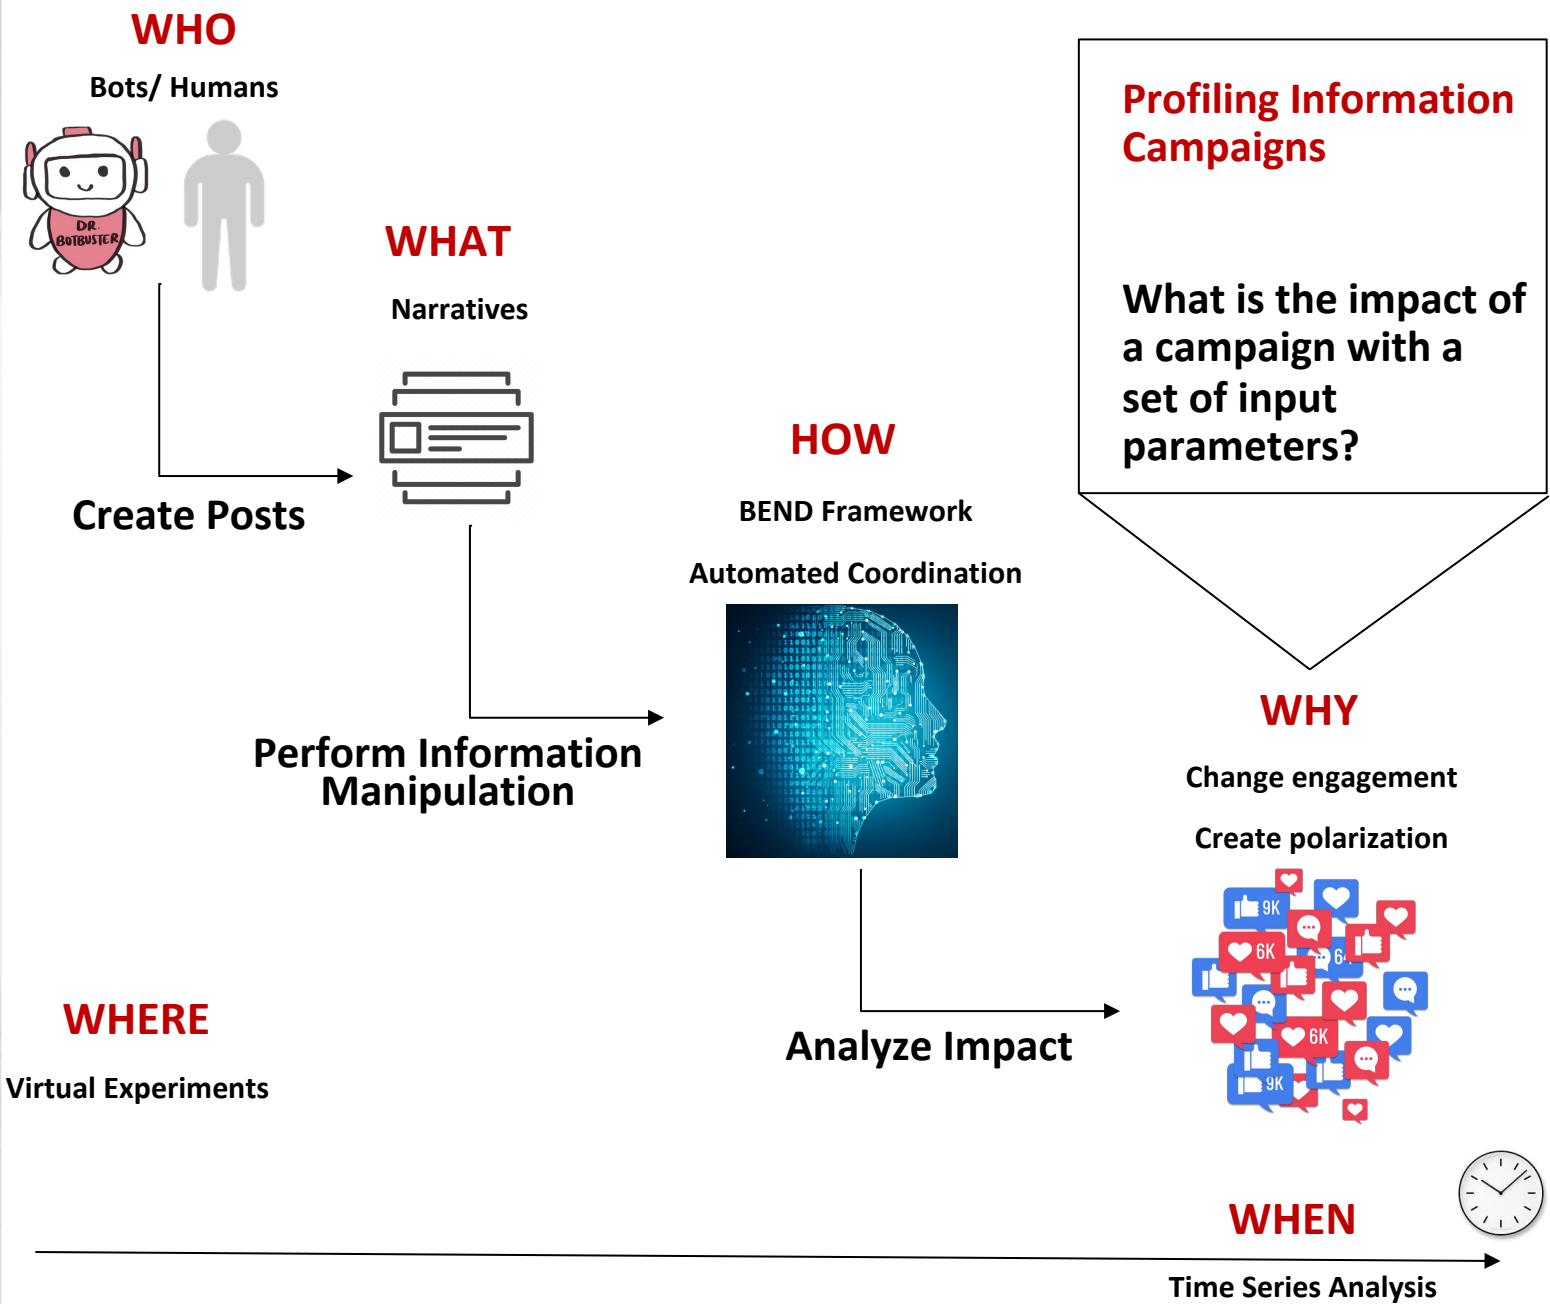 WHO
Bots/ Humans
DR.
BOTBUSTER
Create Posts
WHAT
Narratives
Perform Information
Manipulation
HOW
BEND Framework
Automated Coordination
Analyze Impact
Profiling Information
Campaigns
What is the impact of
a campaign with a
set of input
parameters?
WHY
Change engagement
Create polarization
9K
6K
6K
9K
WHERE
Virtual Experiments
WHEN
Time Series Analysis